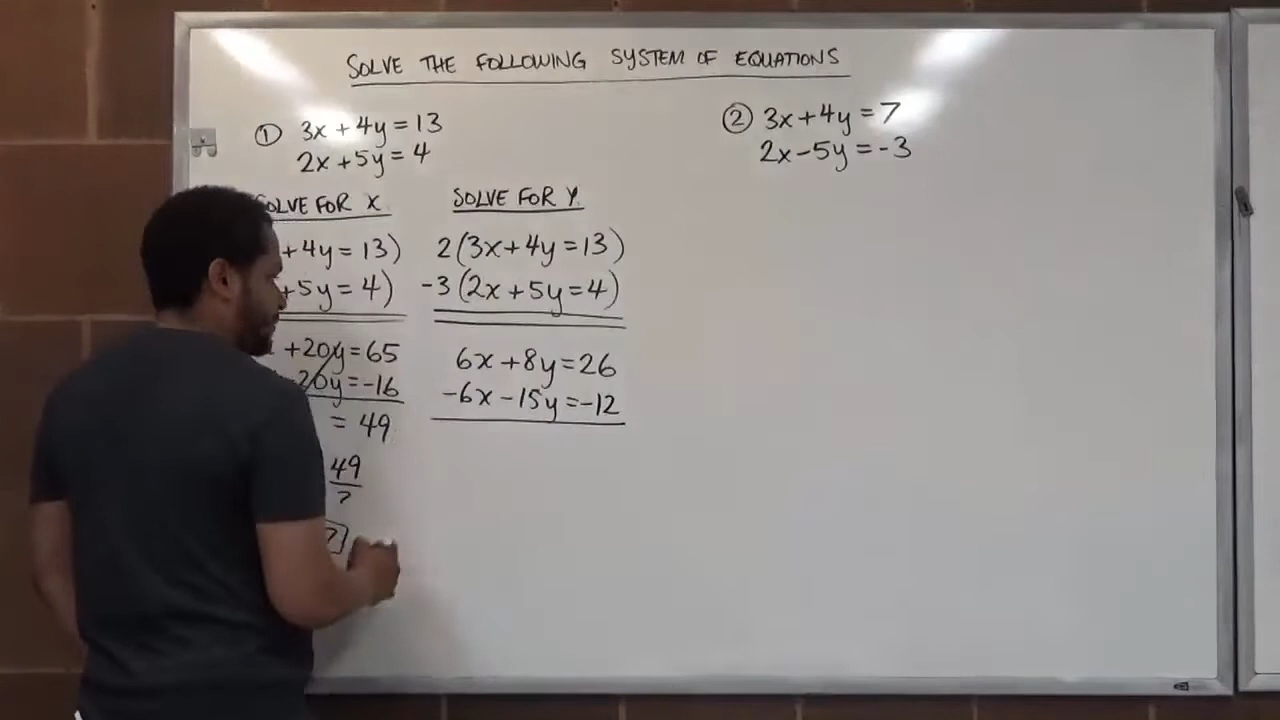 SOLVE THE FOLLOWING SYSTEM OF EQUATIONS
① 3x + 4y = 13
2x + 5y = 4
SOLVE FOR X
+ 4y = 13)
+ 5y = 4)
+20y = 65
-20y = -16
= 49
49
7
7
SOLVE FOR Y
2(3x + 4y = 13)
-3(2x + 5y = 4)
6x + 8y = 26
-6x - 15y = -12
② 3x + 4y = 7
2x - 5y = -3